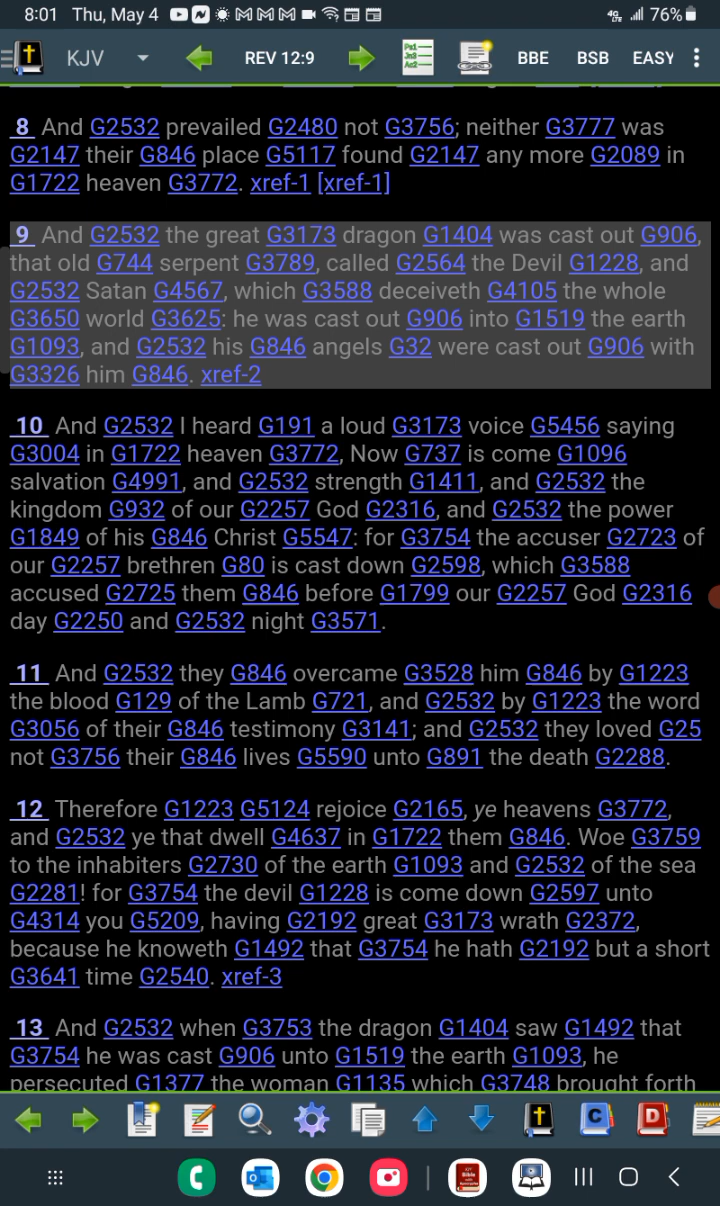 8:01 Thu, May 4 76%
KJV REV 12:9 BBE BSB EASY
8 And G2532 prevailed G2480 not G3756; neither G3777 was
G2147 their G846 place G5117 found G2147 any more G2089 in
G1722 heaven G3772. xref-1 [xref-1]
9 And G2532 the great G3173 dragon G1404 was cast out G906,
that old G744 serpent G3789, called G2564 the Devil G1228, and
G2532 Satan G4567, which G3588 deceiveth G4105 the whole
G3650 world G3625: he was cast out G906 into G1519 the earth
G1093, and G2532 his G846 angels G32 were cast out G906 with
G3326 him G846. xref-2
10 And G2532 I heard G191 a loud G3173 voice G5456 saying
G3004 in G1722 heaven G3772, Now G737 is come G1096
salvation G4991, and G2532 strength G1411, and G2532 the
kingdom G932 of our G2257 God G2316, and G2532 the power
G1849 of his G846 Christ G5547: for G3754 the accuser G2723 of
our G2257 brethren G80 is cast down G2598, which G3588
accused G2725 them G846 before G1799 our G2257 God G2316
day G2250 and G2532 night G3571.
11 And G2532 they G846 overcame G3528 him G846 by G1223
the blood G129 of the Lamb G721, and G2532 by G1223 the word
G3056 of their G846 testimony G3141; and G2532 they loved G25
not G3756 their G846 lives G5590 unto G891 the death G2288.
12 Therefore G1223 G5124 rejoice G2165, ye heavens G3772,
and G2532 ye that dwell G4637 in G1722 them G846. Woe G3759
to the inhabiters G2730 of the earth G1093 and G2532 of the sea
G2281! for G3754 the devil G1228 is come down G2597 unto
G4314 you G5209, having G2192 great G3173 wrath G2372,
because he knoweth G1492 that G3754 he hath G2192 but a short
G3641 time G2540. xref-3
13 And G2532 when G3753 the dragon G1404 saw G1492 that
G3754 he was cast G906 unto G1519 the earth G1093, he
persecuted G1377 the woman G1135 which G3748 brought forth
C D